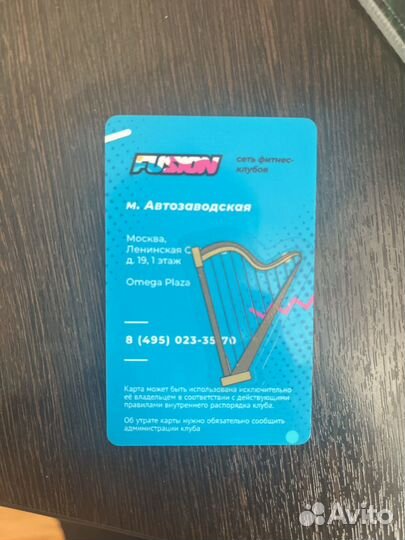 FUSION
сеть фитнес-
клубов
м. Автозаводская
Москва,
Ленинская
д. 19, 1 этаж
Omega Plaza
8 (495) 023-35-70
Карта может быть использована исключительно
её владельцем в соответствии с действующими
правилами внутреннего распорядка клуба.
Об утрате карты нужно обязательно сообщить
администрации клуба
Avito